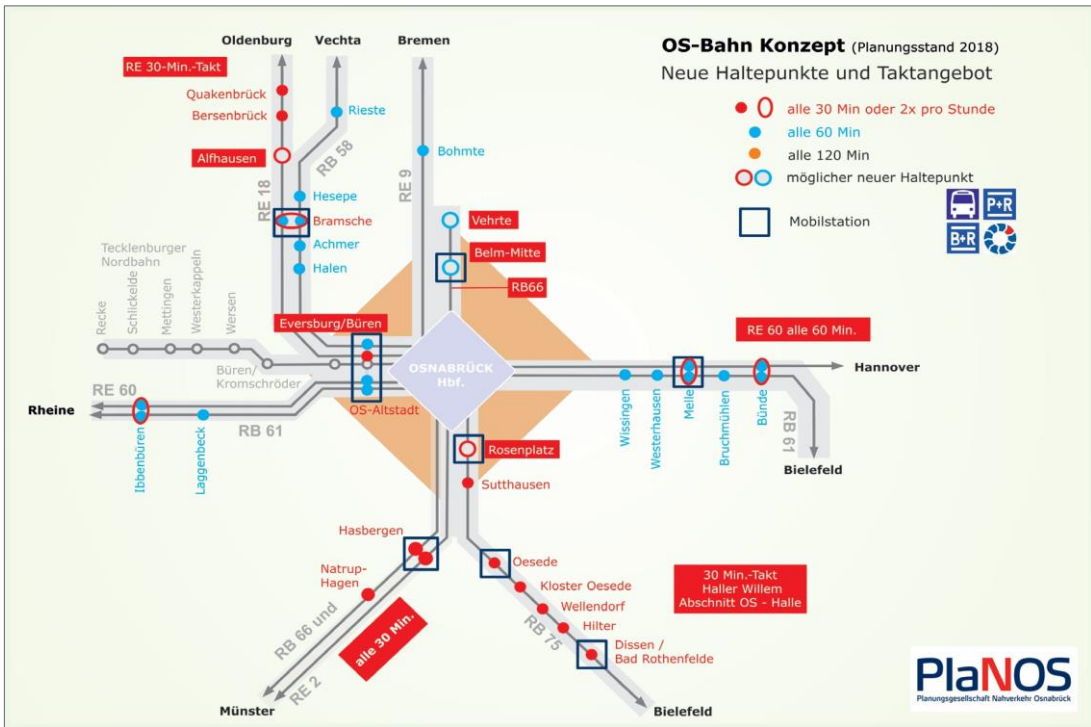 Oldenburg
Vechta
Bremen
OS-Bahn Konzept (Planungsstand 2018)
Neue Haltepunkte und Taktangebot
RE 30-Min.-Takt
Quakenbrück
Bersenbrück
Rieste
alle 30 Min oder 2x pro Stunde
alle 60 Min
alle 120 Min
möglicher neuer Haltepunkt
Mobilstation
P+R
B+R
Alfhausen
RB 58
Bohmte
RE 18
RE 9
Hesepe
Bramsche
Achmer
Halen
Vehrte
Belm-Mitte
RB66
Tecklenburger
Nordbahn
Recke
Schlickelde
Mettingen
Westerkappeln
Wersen
Büren/
Kromschröder
Eversburg/Büren
OSNABRÜCK
Hbf.
OS-Altstadt
RE 60 alle 60 Min.
Hannover
RE 60
Rheine
RB 61
Ibbenbüren
Laggenbeck
Wissingen
Westerhausen
Melle
Bruchmühlen
Bünde
RB 61
Bielefeld
Rosenplatz
Sutthausen
Hasbergen
Natrup-
Hagen
RB 66 und
RE 2
alle 30 Min.
Münster
Oesede
Kloster Oesede
Wellendorf
Hilter
Dissen /
Bad Rothenfelde
RB 75
Bielefeld
30 Min.-Takt
Haller Willem
Abschnitt OS - Halle
PlaNOS
Planungsgesellschaft Nahverkehr Osnabrück